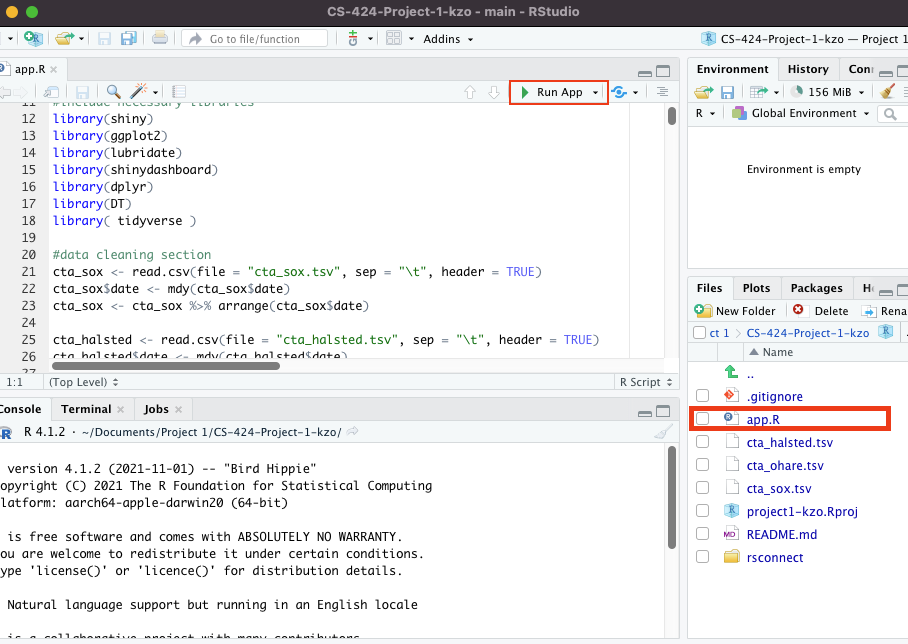 CS-424-Project-1-kzo - main - RStudio
Go to file/function
Addins
CS-424-Project-1-kzo — Project 1
app.R
Run App
11 #include necessary libraries
12 library(shiny)
13 library(ggplot2)
14 library(lubridate)
15 library(shinydashboard)
16 library(dplyr)
17 library(DT)
18 library( tidyverse )
19
20 #data cleaning section
21 cta_sox <- read.csv(file = "cta_sox.tsv", sep = "\t", header = TRUE)
22 cta_sox$date <- mdy(cta_sox$date)
23 cta_sox <- cta_sox %>% arrange(cta_sox$date)
24
25 cta_halsted <- read.csv(file = "cta_halsted.tsv", sep = "\t", header = TRUE)
26 cta_halsted$date <- mdy(cta_halsted$date)
27
1:1 (Top Level) R Script
Console Terminal Jobs
R 4.1.2 · ~/Documents/Project 1/CS-424-Project-1-kzo/
version 4.1.2 (2021-11-01) -- "Bird Hippie"
opyright (C) 2021 The R Foundation for Statistical Computing
latform: aarch64-apple-darwin20 (64-bit)
is free software and comes with ABSOLUTELY NO WARRANTY.
ou are welcome to redistribute it under certain conditions.
ype 'license()' or 'licence()' for distribution details.
Natural language support but running in an English locale
is a collaborative project with many contributors.
Environment History Con
156 MiB
R Global Environment
Environment is empty
Files Plots Packages H
New Folder Delete Rena
ct 1 CS-424-Project-1-kzo
Name
..
.gitignore
app.R
cta_halsted.tsv
cta_ohare.tsv
cta_sox.tsv
project1-kzo.Rproj
MD README.md
rsconnect